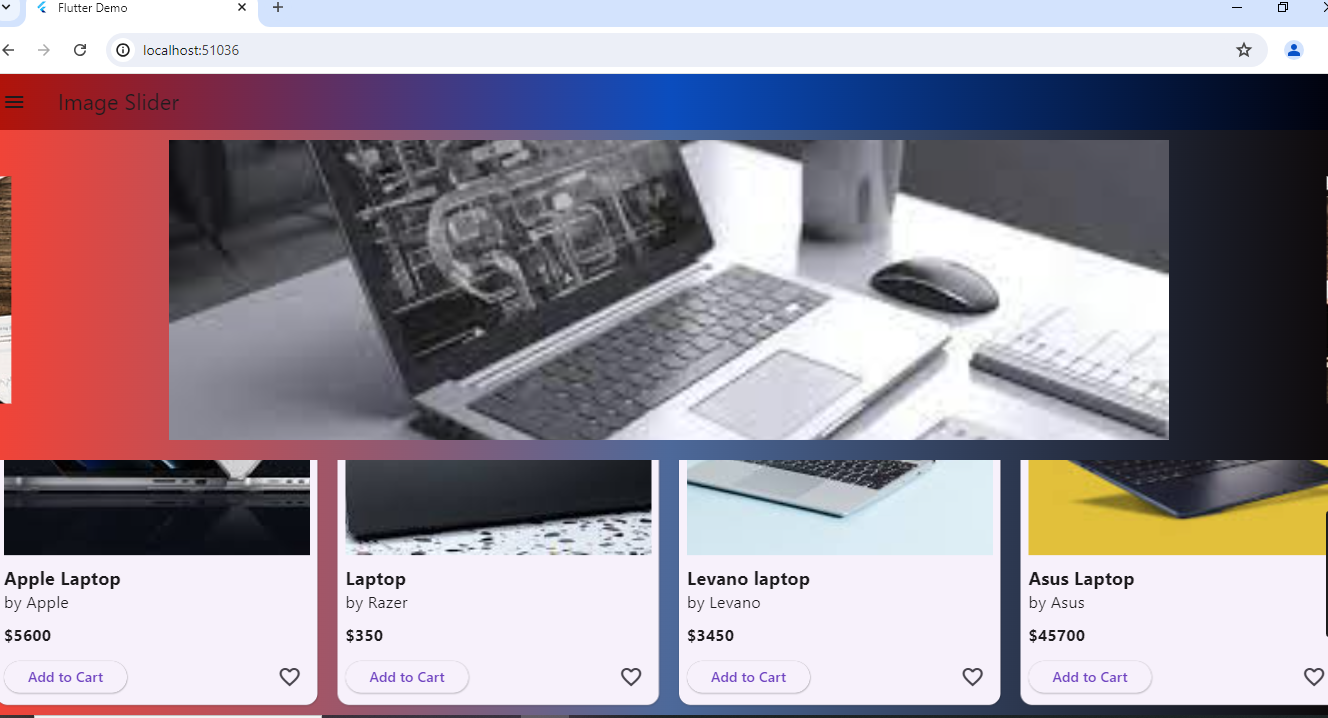 Flutter Demo
localhost:51036
Image Slider
Apple Laptop
by Apple
$5600
Add to Cart
Laptop
by Razer
$350
Add to Cart
Levano laptop
by Levano
$3450
Add to Cart
Asus Laptop
by Asus
$45700
Add to Cart